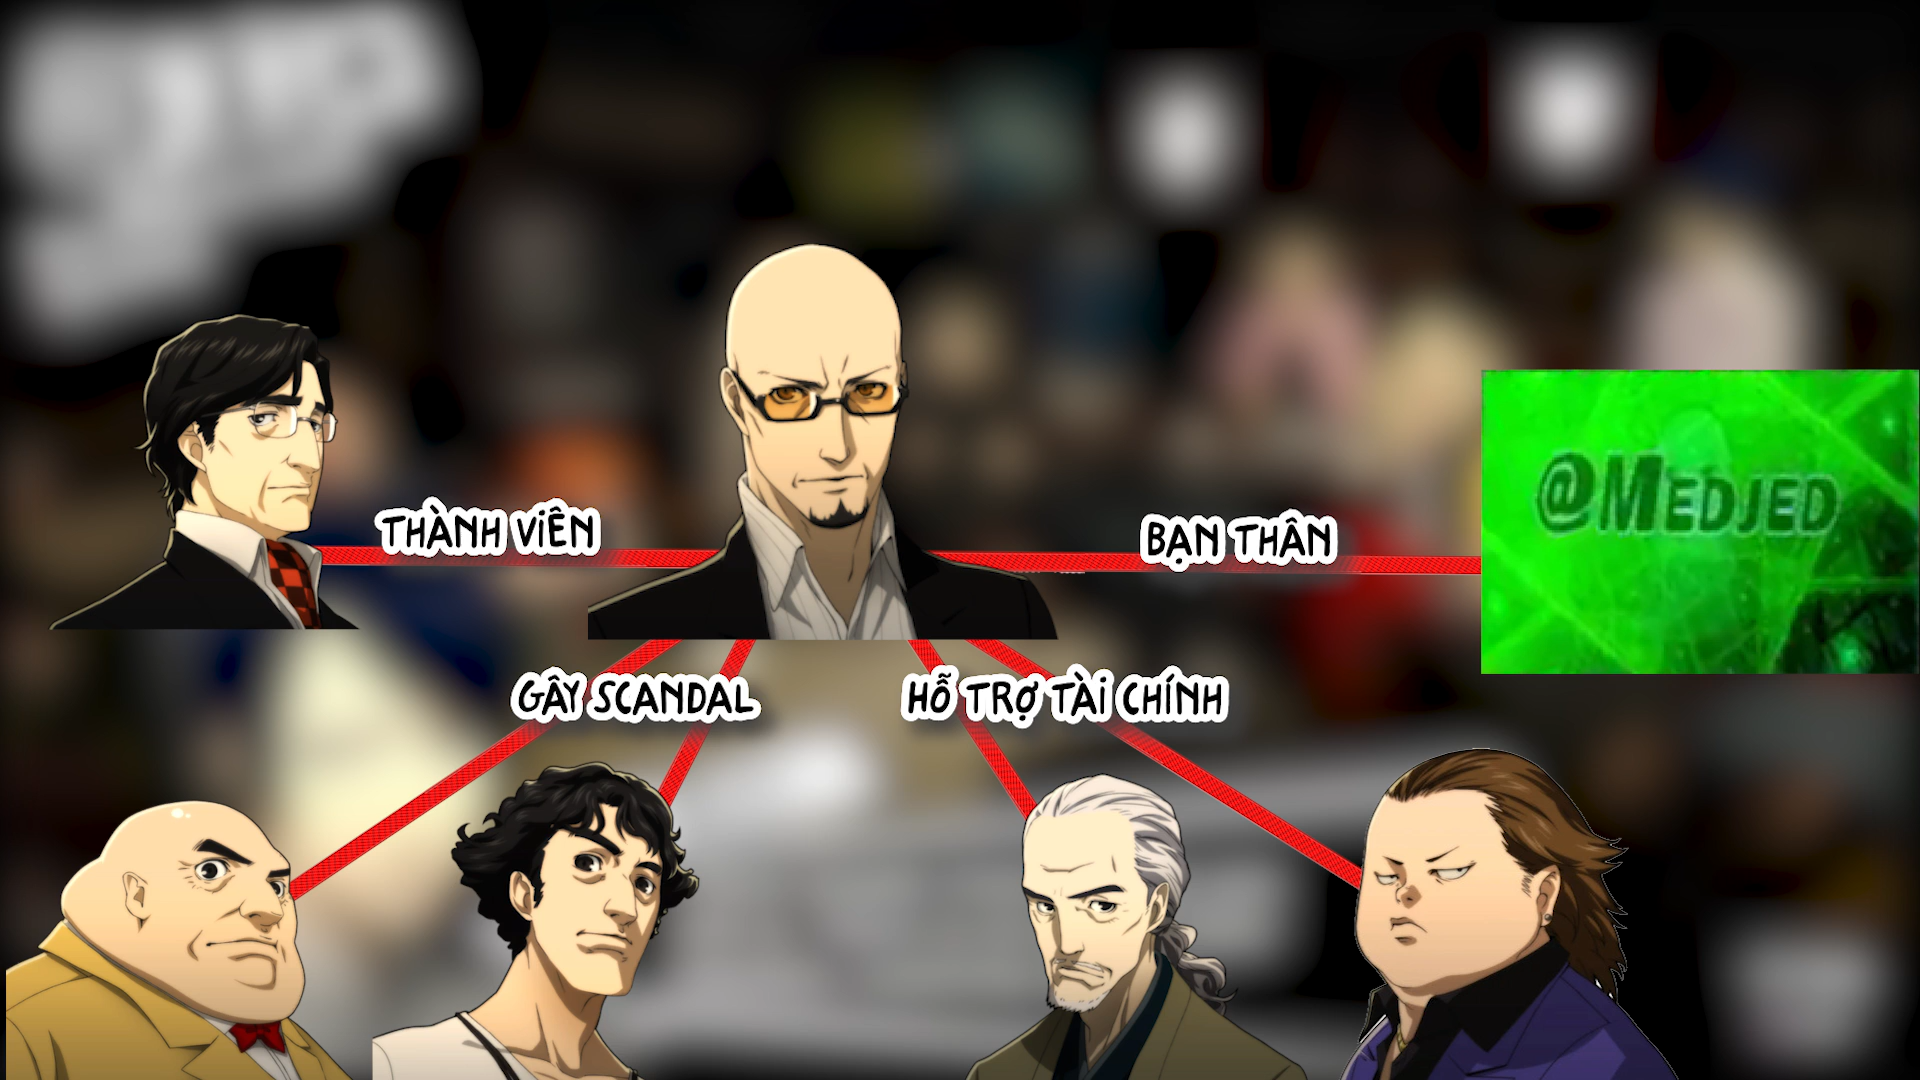 THÀNH VIÊN
BẠN THÂN
@MEDJED
GÂY SCANDAL
HỖ TRỢ TÀI CHÍNH